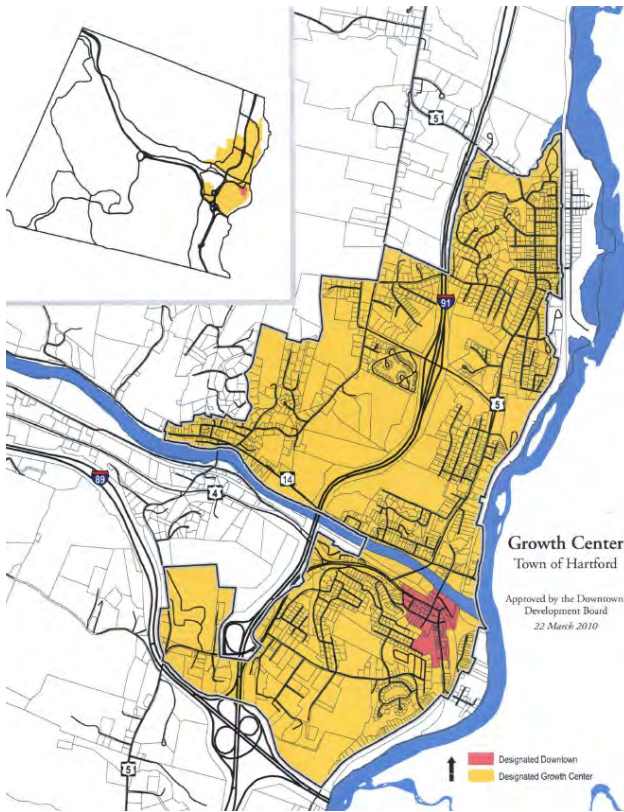 5
91
5
14
89
4
Growth Center
Town of Hartford
Approved by the Downtown
Development Board
22 March 2010
5
Designated Downtown
Designated Growth Center